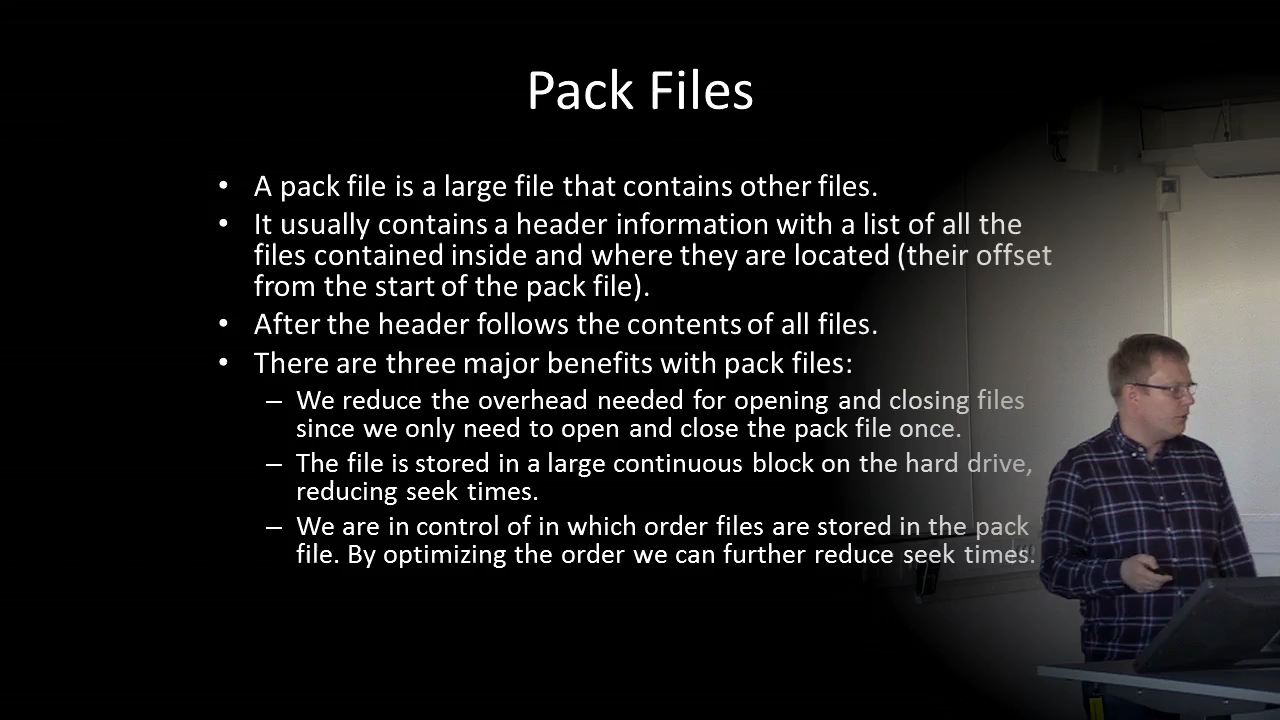 Pack Files
• A pack file is a large file that contains other files.
• It usually contains a header information with a list of all the
files contained inside and where they are located (their offset
from the start of the pack file).
• After the header follows the contents of all files.
• There are three major benefits with pack files:
– We reduce the overhead needed for opening and closing files
since we only need to open and close the pack file once.
– The file is stored in a large continuous block on the hard drive,
reducing seek times.
– We are in control of in which order files are stored in the pack
file. By optimizing the order we can further reduce seek times.